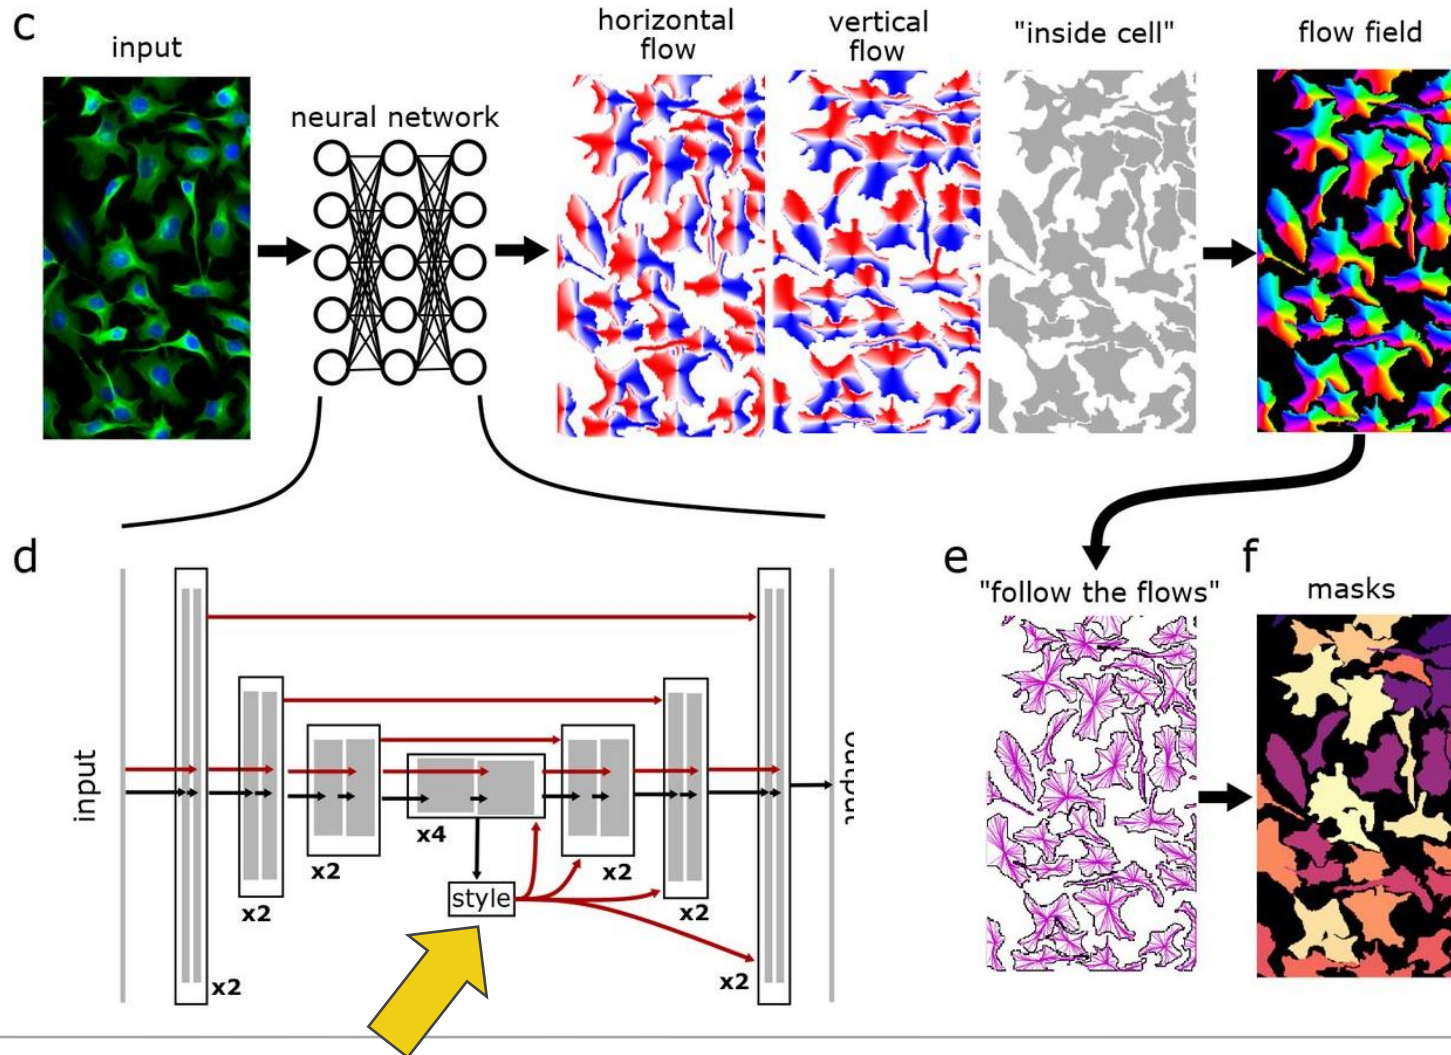 c
input
neural network
horizontal
flow
vertical
flow
"inside cell"
flow field
d
input
x2
x2
x2
x4
style
x2
x2
x2
e
"follow the flows"
f
masks